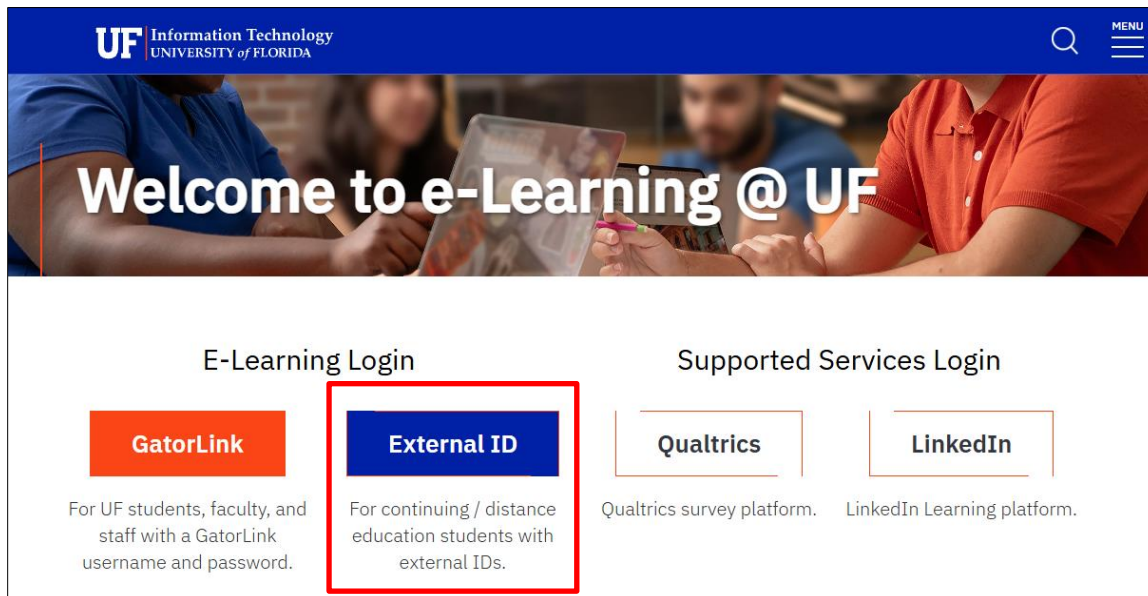 UF Information Technology
UNIVERSITY of FLORIDA
MENU
Welcome to e-Learning @ UF
E-Learning Login
Supported Services Login
GatorLink
For UF students, faculty, and
staff with a GatorLink
username and password.
External ID
For continuing / distance
education students with
external IDs.
Qualtrics
Qualtrics survey platform.
LinkedIn
LinkedIn Learning platform.